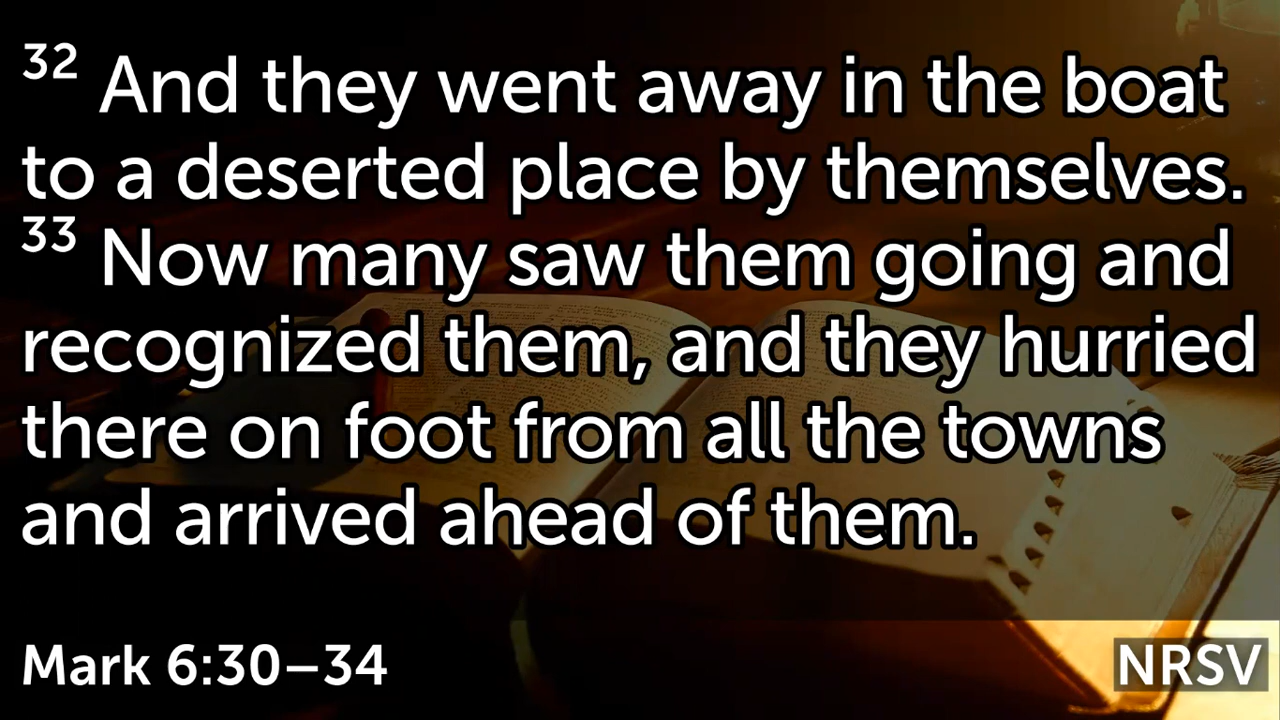 32 And they went away in the boat
to a deserted place by themselves.
33 Now many saw them going and
recognized them, and they hurried
there on foot from all the towns
and arrived ahead of them.
Mark 6:30–34
NRSV